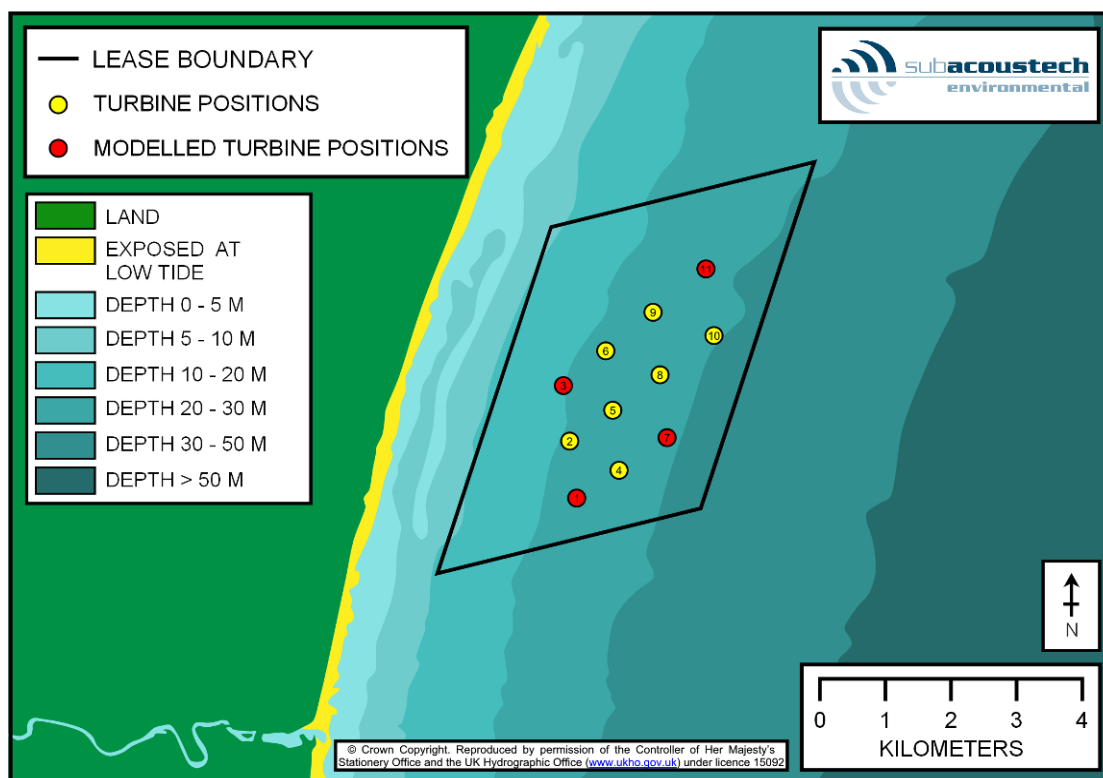 LEASE BOUNDARY
TURBINE POSITIONS
MODELLED TURBINE POSITIONS
subacoustech
environmental
LAND
EXPOSED AT
LOW TIDE
DEPTH 0 - 5 M
DEPTH 5 - 10 M
DEPTH 10 - 20 M
DEPTH 20 - 30 M
DEPTH 30 - 50 M
DEPTH > 50 M
11
9
10
6
8
3
5
7
2
4
1
N
0 1 2 3 4
KILOMETERS
© Crown Copyright. Reproduced by permission of the Controller of Her Majesty's
Stationery Office and the UK Hydrographic Office (www.ukho.gov.uk) under licence 15092